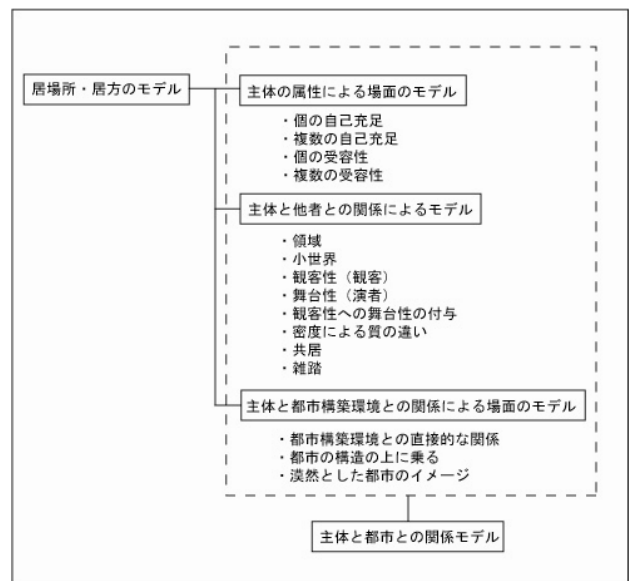 居場所・居方のモデル
主体の属性による場面のモデル
・個の自己充足
・複数の自己充足
・個の受容性
・複数の受容性
主体と他者との関係によるモデル
・領域
・小世界
・観客性（観客）
・舞台性（演者）
・観客性への舞台性の付与
・密度による質の違い
・共居
・雑踏
主体と都市構築環境との関係による場面のモデル
・都市構築環境との直接的な関係
・都市の構造の上に乗る
・漠然とした都市のイメージ
主体と都市との関係モデル